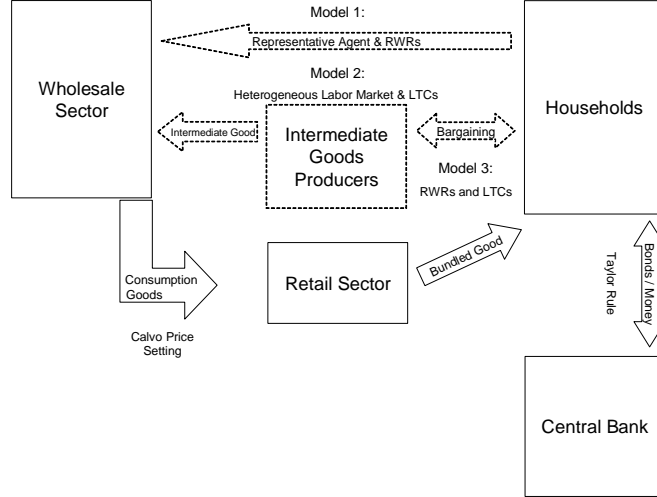 Model 1:
Representative Agent & RWRs
Model 2:
Heterogeneous Labor Market & LTCs
Wholesale
Sector
Intermediate Good
Intermediate
Goods
Producers
Bargaining
Households
Model 3:
RWRs and LTCs
Consumption
Goods
Calvo Price
Setting
Retail Sector
Bundled Good
Taylor Rule
Bonds / Money
Central Bank